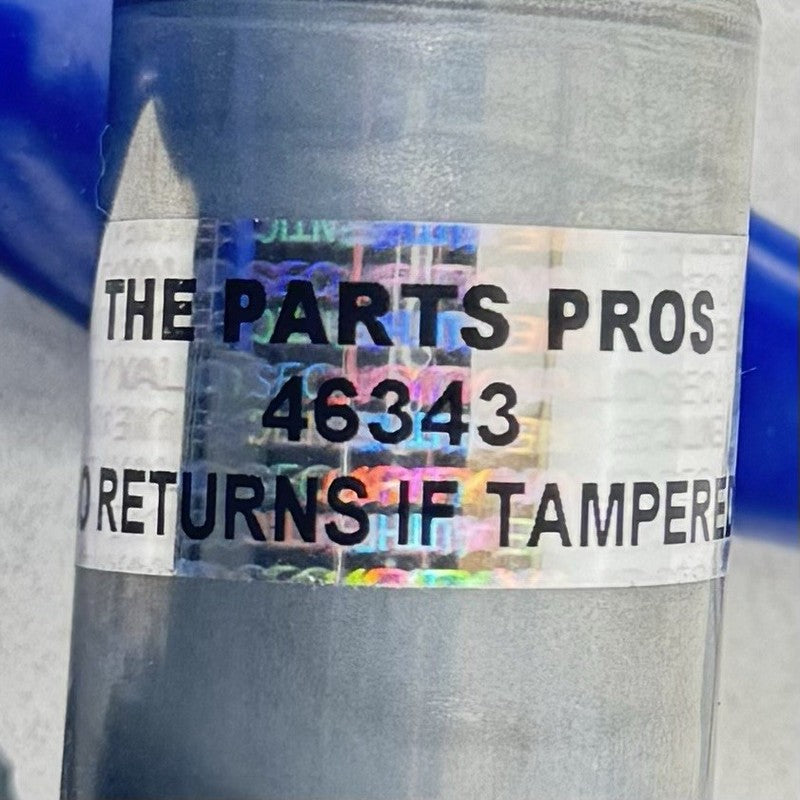 THE PARTS PROS
46343
RETURNS IF TAMPERED